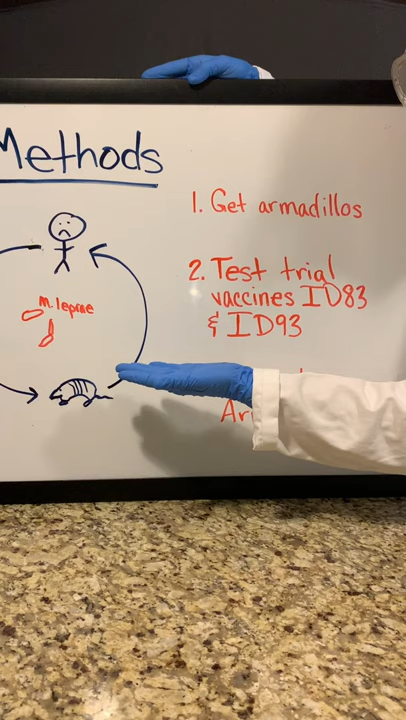 Methods
M. leprae
1. Get armadillos
2. Test trial
vaccines ID83
& ID93